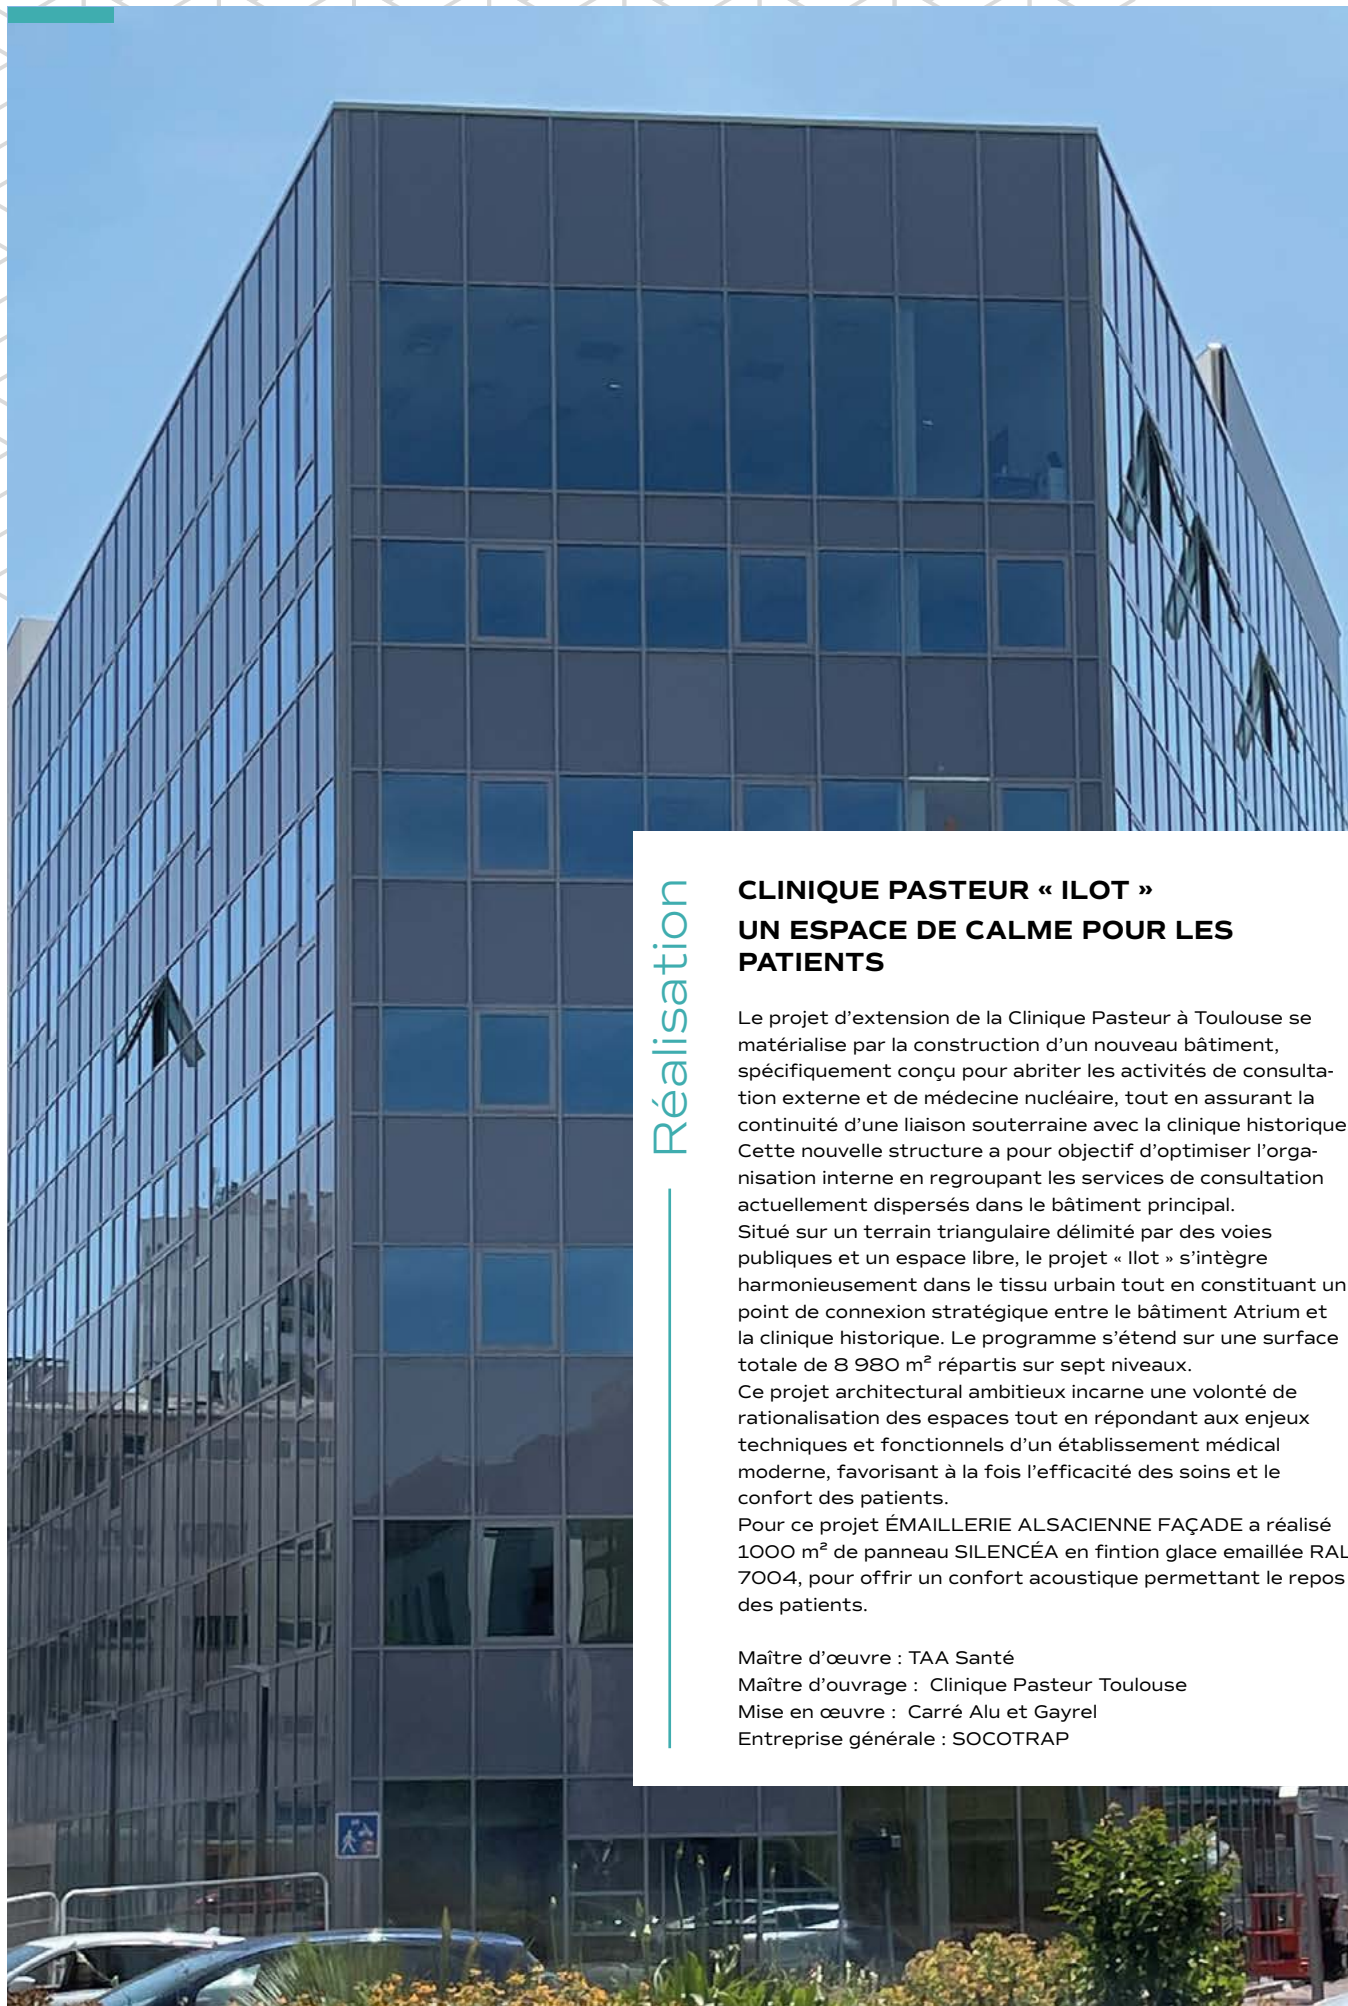 Réalisation
CLINIQUE PASTEUR « ILOT »
UN ESPACE DE CALME POUR LES
PATIENTS
Le projet d'extension de la Clinique Pasteur à Toulouse se
matérialise par la construction d'un nouveau bâtiment,
spécifiquement conçu pour abriter les activités de consulta-
tion externe et de médecine nucléaire, tout en assurant la
continuité d'une liaison souterraine avec la clinique historique
Cette nouvelle structure a pour objectif d'optimiser l'orga-
nisation interne en regroupant les services de consultation
actuellement dispersés dans le bâtiment principal.
Situé sur un terrain triangulaire délimité par des voies
publiques et un espace libre, le projet « Ilot » s'intègre
harmonieusement dans le tissu urbain tout en constituant un
point de connexion stratégique entre le bâtiment Atrium et
la clinique historique. Le programme s'étend sur une surface
totale de 8 980 m² répartis sur sept niveaux.
Ce projet architectural ambitieux incarne une volonté de
rationalisation des espaces tout en répondant aux enjeux
techniques et fonctionnels d'un établissement médical
moderne, favorisant à la fois l'efficacité des soins et le
confort des patients.
Pour ce projet ÉMAILLERIE ALSACIENNE FAÇADE a réalisé
1000 m² de panneau SILENCÉA en fintion glace emaillée RAL
7004, pour offrir un confort acoustique permettant le repos
des patients.
Maître d'œuvre : TAA Santé
Maître d'ouvrage :  Clinique Pasteur Toulouse
Mise en œuvre :  Carré Alu et Gayrel
Entreprise générale : SOCOTRAP